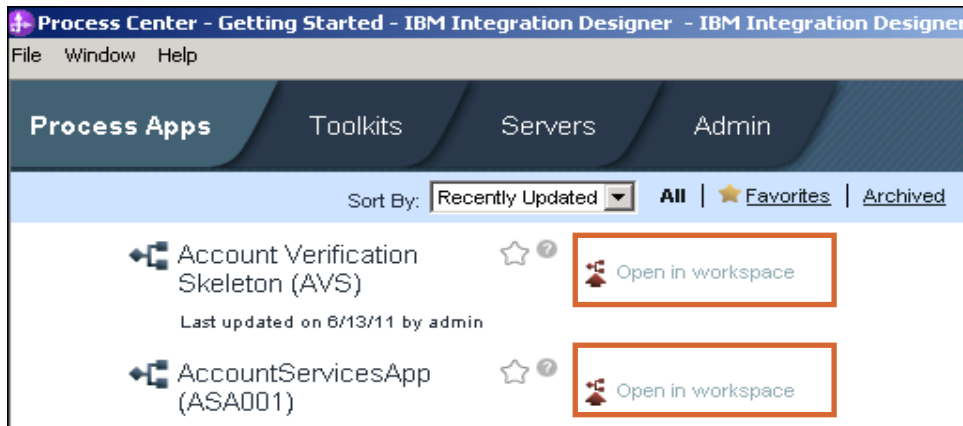 Process Center - Getting Started - IBM Integration Designer - IBM Integration Designer
File Window Help
Process Apps Toolkits Servers Admin
Sort By: Recently Updated All | Favorites | Archived
Account Verification Open in workspace
Skeleton (AVS)
Last updated on 6/13/11 by admin
AccountServicesApp Open in workspace
(ASA001)